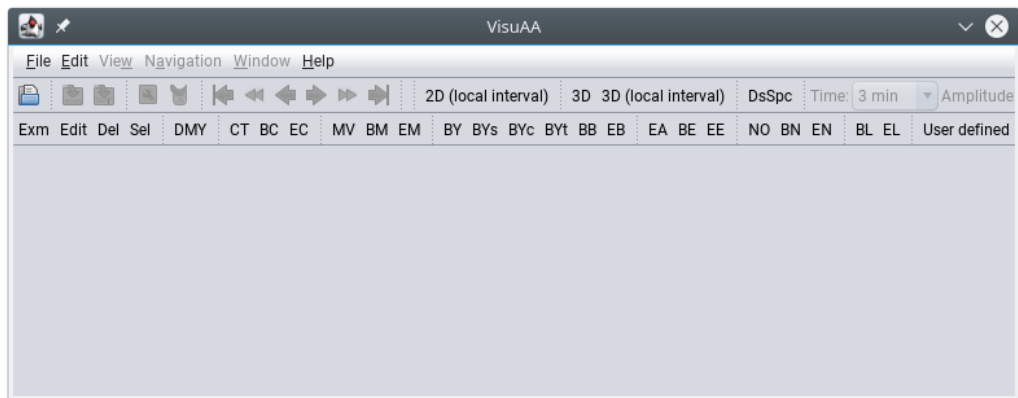 VisuAA
File Edit View Navigation Window Help
2D (local interval) 3D 3D (local interval) DsSpc Time: 3 min Amplitude
Exm Edit Del Sel DMY CT BC EC MV BM EM BY BYs BYc BYt BB EB EA BE EE NO BN EN BL EL User defined